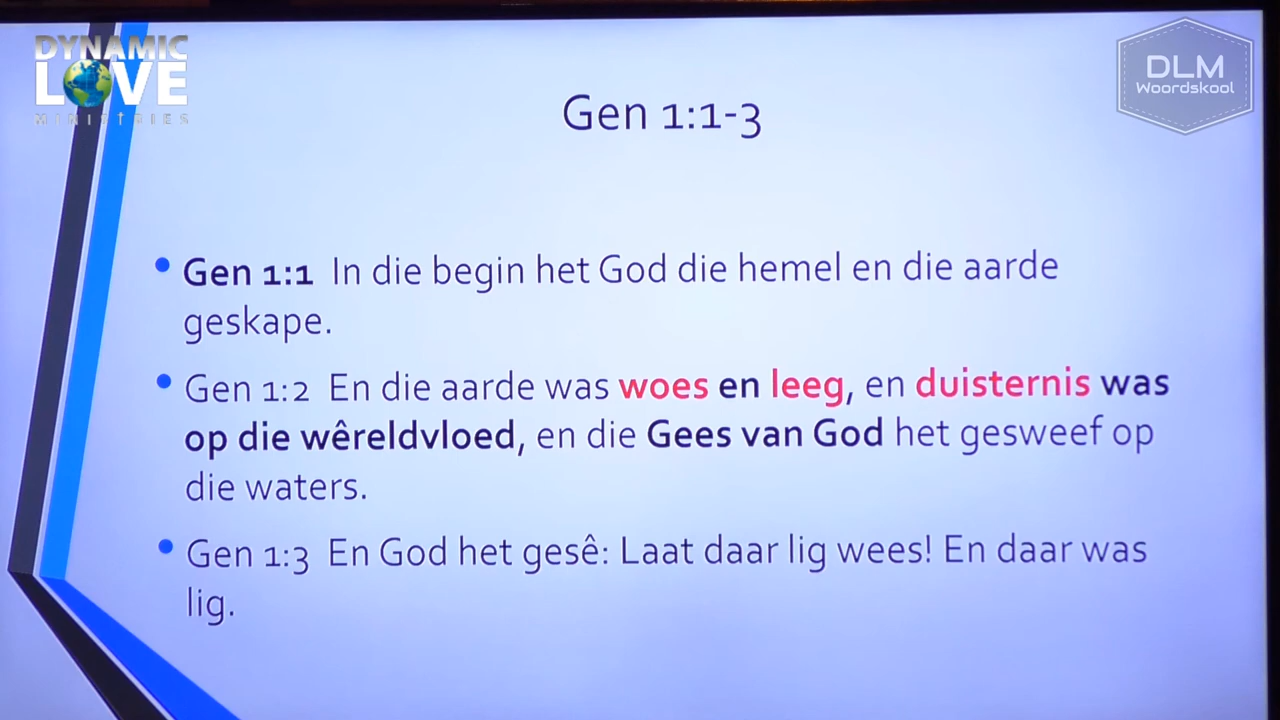 DYNAMIC
LOVE
MINISTRIES
DLM
Woordskool
Gen 1:1-3
• Gen 1:1 In die begin het God die hemel en die aarde
geskape.
• Gen 1:2 En die aarde was woes en leeg, en duisternis was
op die wêreldvloed, en die Gees van God het gesweef op
die waters.
• Gen 1:3 En God het gesê: Laat daar lig wees! En daar was
lig.